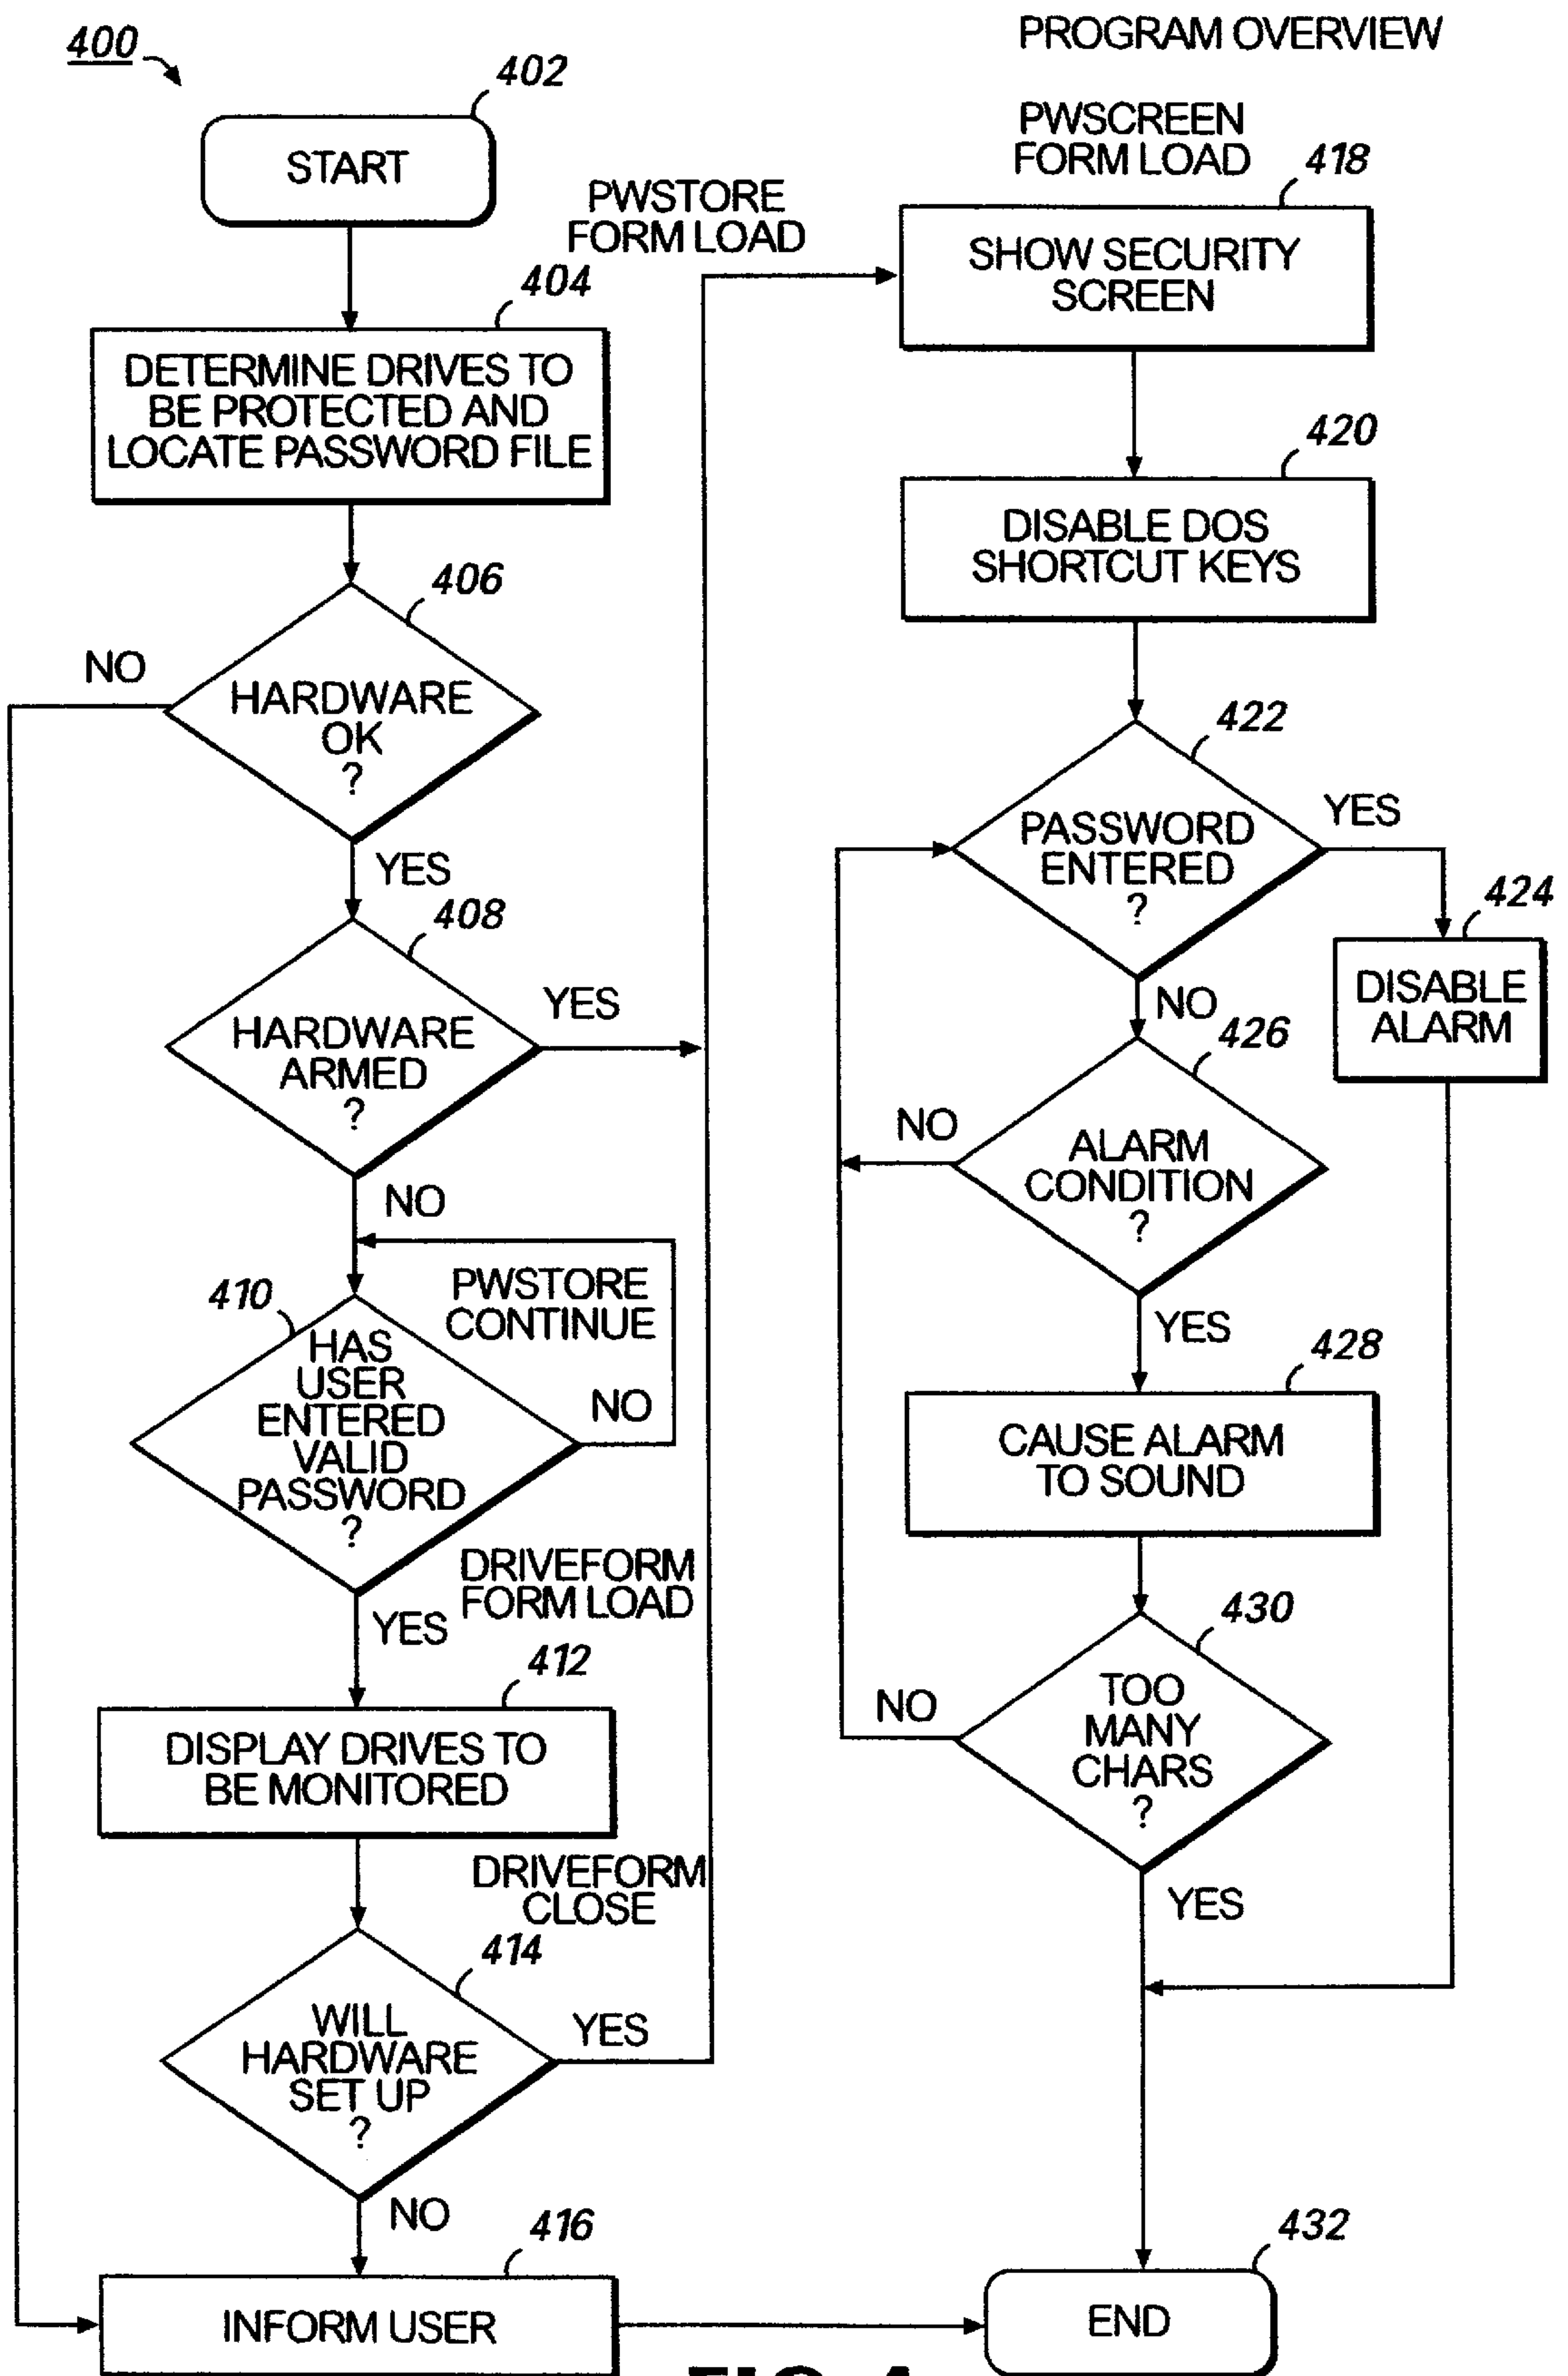 400
PROGRAM OVERVIEW
402
START
PWSTORE
FORM LOAD
404
DETERMINE DRIVES TO
BE PROTECTED AND
LOCATE PASSWORD FILE
406
HARDWARE
OK
?
NO
YES
408
HARDWARE
ARMED
?
YES
NO
PWSTORE
CONTINUE
410
HAS
USER
ENTERED
VALID
PASSWORD
?
NO
DRIVEFORM
FORM LOAD
YES
412
DISPLAY DRIVES TO
BE MONITORED
DRIVEFORM
CLOSE
414
WILL
HARDWARE
SET UP
?
YES
NO
416
INFORM USER
PWSCREEN
FORM LOAD
418
SHOW SECURITY
SCREEN
420
DISABLE DOS
SHORTCUT KEYS
422
PASSWORD
ENTERED
?
YES
424
DISABLE
ALARM
NO
426
ALARM
CONDITION
?
NO
YES
428
CAUSE ALARM
TO SOUND
430
TOO
MANY
CHARS
?
NO
YES
432
END